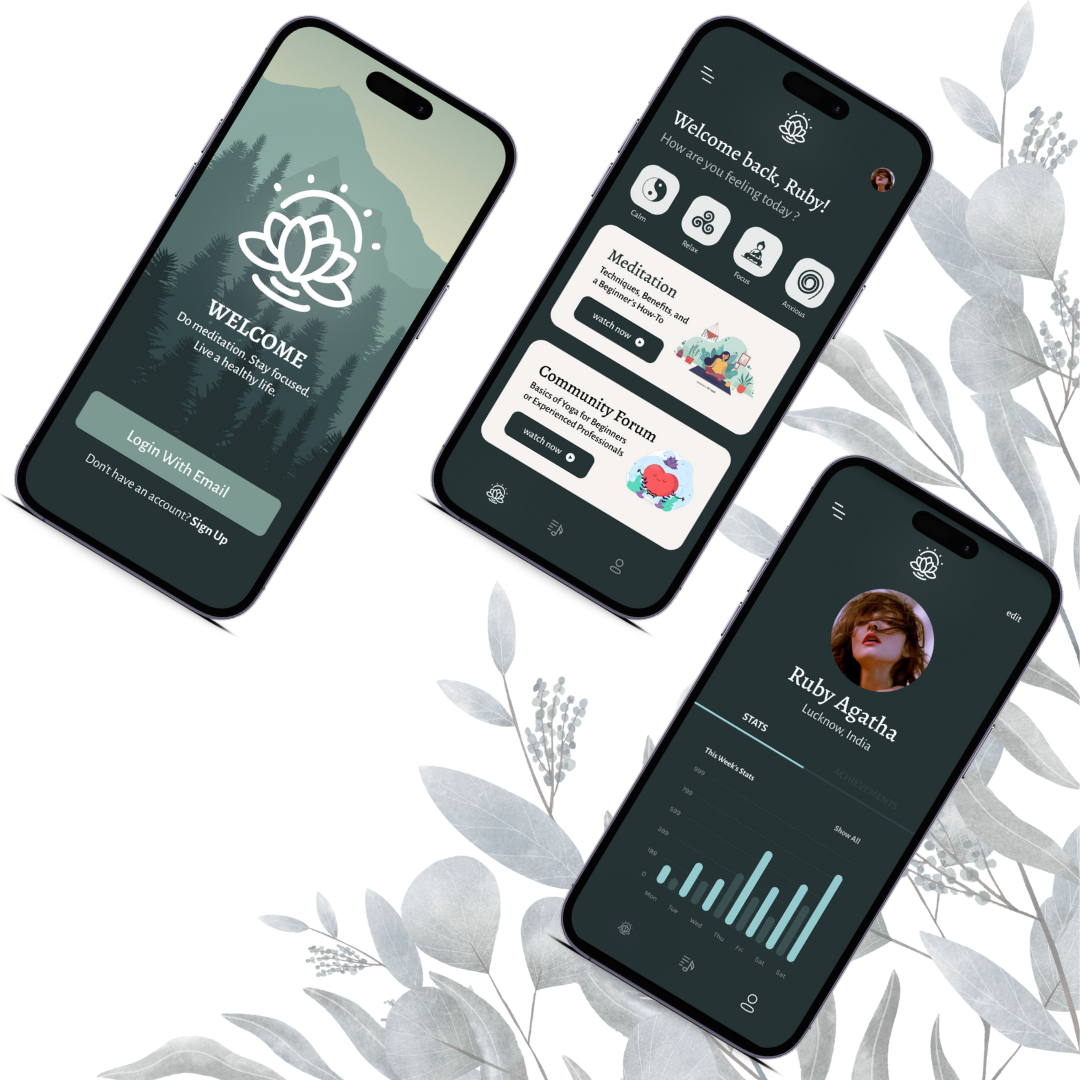 WELCOME
Do meditation. Stay focused.
Live a healthy life.
Login With Email
Don't have an account? Sign Up
Welcome back, Ruby!
How are you feeling today ?
Calm
Relax
Focus
Anxious
Meditation
Techniques, Benefits, and
a Beginner's How-To
watch now
Community Forum
Basics of Yoga for Beginners
or Experienced Professionals
watch now
edit
Ruby Agatha
Lucknow, India
STATS
ACHIEVEMENTS
This Week's Stats
Show All
999
799
599
399
199
0
Mon
Tue
Wed
Thu
Fri
Sat
Sat